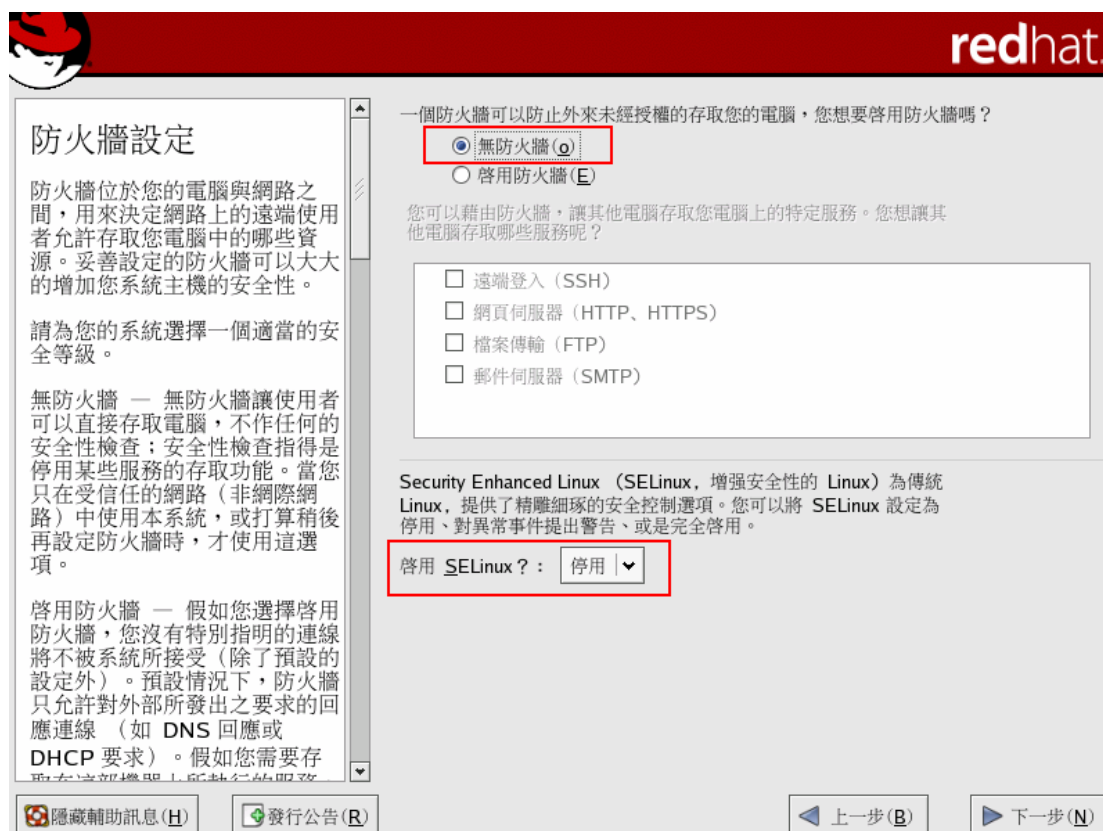 redhat.
防火牆設定
防火牆位於您的電腦與網路之
間，用來決定網路上的遠端使用
者允許存取您電腦中的哪些資
源。妥善設定的防火牆可以大大
的增加您系統主機的安全性。
請為您的系統選擇一個適當的安
全等級。
無防火牆 — 無防火牆讓使用者
可以直接存取電腦，不作任何的
安全性檢查；安全性檢查指得是
停用某些服務的存取功能。當您
只在受信任的網路（非網際網
路）中使用本系統，或打算稍後
再設定防火牆時，才使用這選
項。
啓用防火牆 — 假如您選擇啓用
防火牆，您沒有特別指明的連線
將不被系統所接受（除了預設的
設定外）。預設情況下，防火牆
只允許對外部所發出之要求的回
應連線 （如 DNS 回應或
DHCP 要求）。假如您需要存
一個防火牆可以防止外來未經授權的存取您的電腦，您想要啓用防火牆嗎？
無防火牆(o)
啓用防火牆(E)
您可以藉由防火牆，讓其他電腦存取您電腦上的特定服務。您想讓其
他電腦存取哪些服務呢？
遠端登入（SSH）
網頁伺服器（HTTP、HTTPS）
檔案傳輸（FTP）
郵件伺服器（SMTP）
Security Enhanced Linux （SELinux，增强安全性的 Linux）為傳統
Linux，提供了精雕細琢的安全控制選項。您可以將 SELinux 設定為
停用、對異常事件提出警告、或是完全啓用。
啓用 SELinux？： 停用
隱藏輔助訊息(H) 發行公告(R) 上一步(B) 下一步(N)